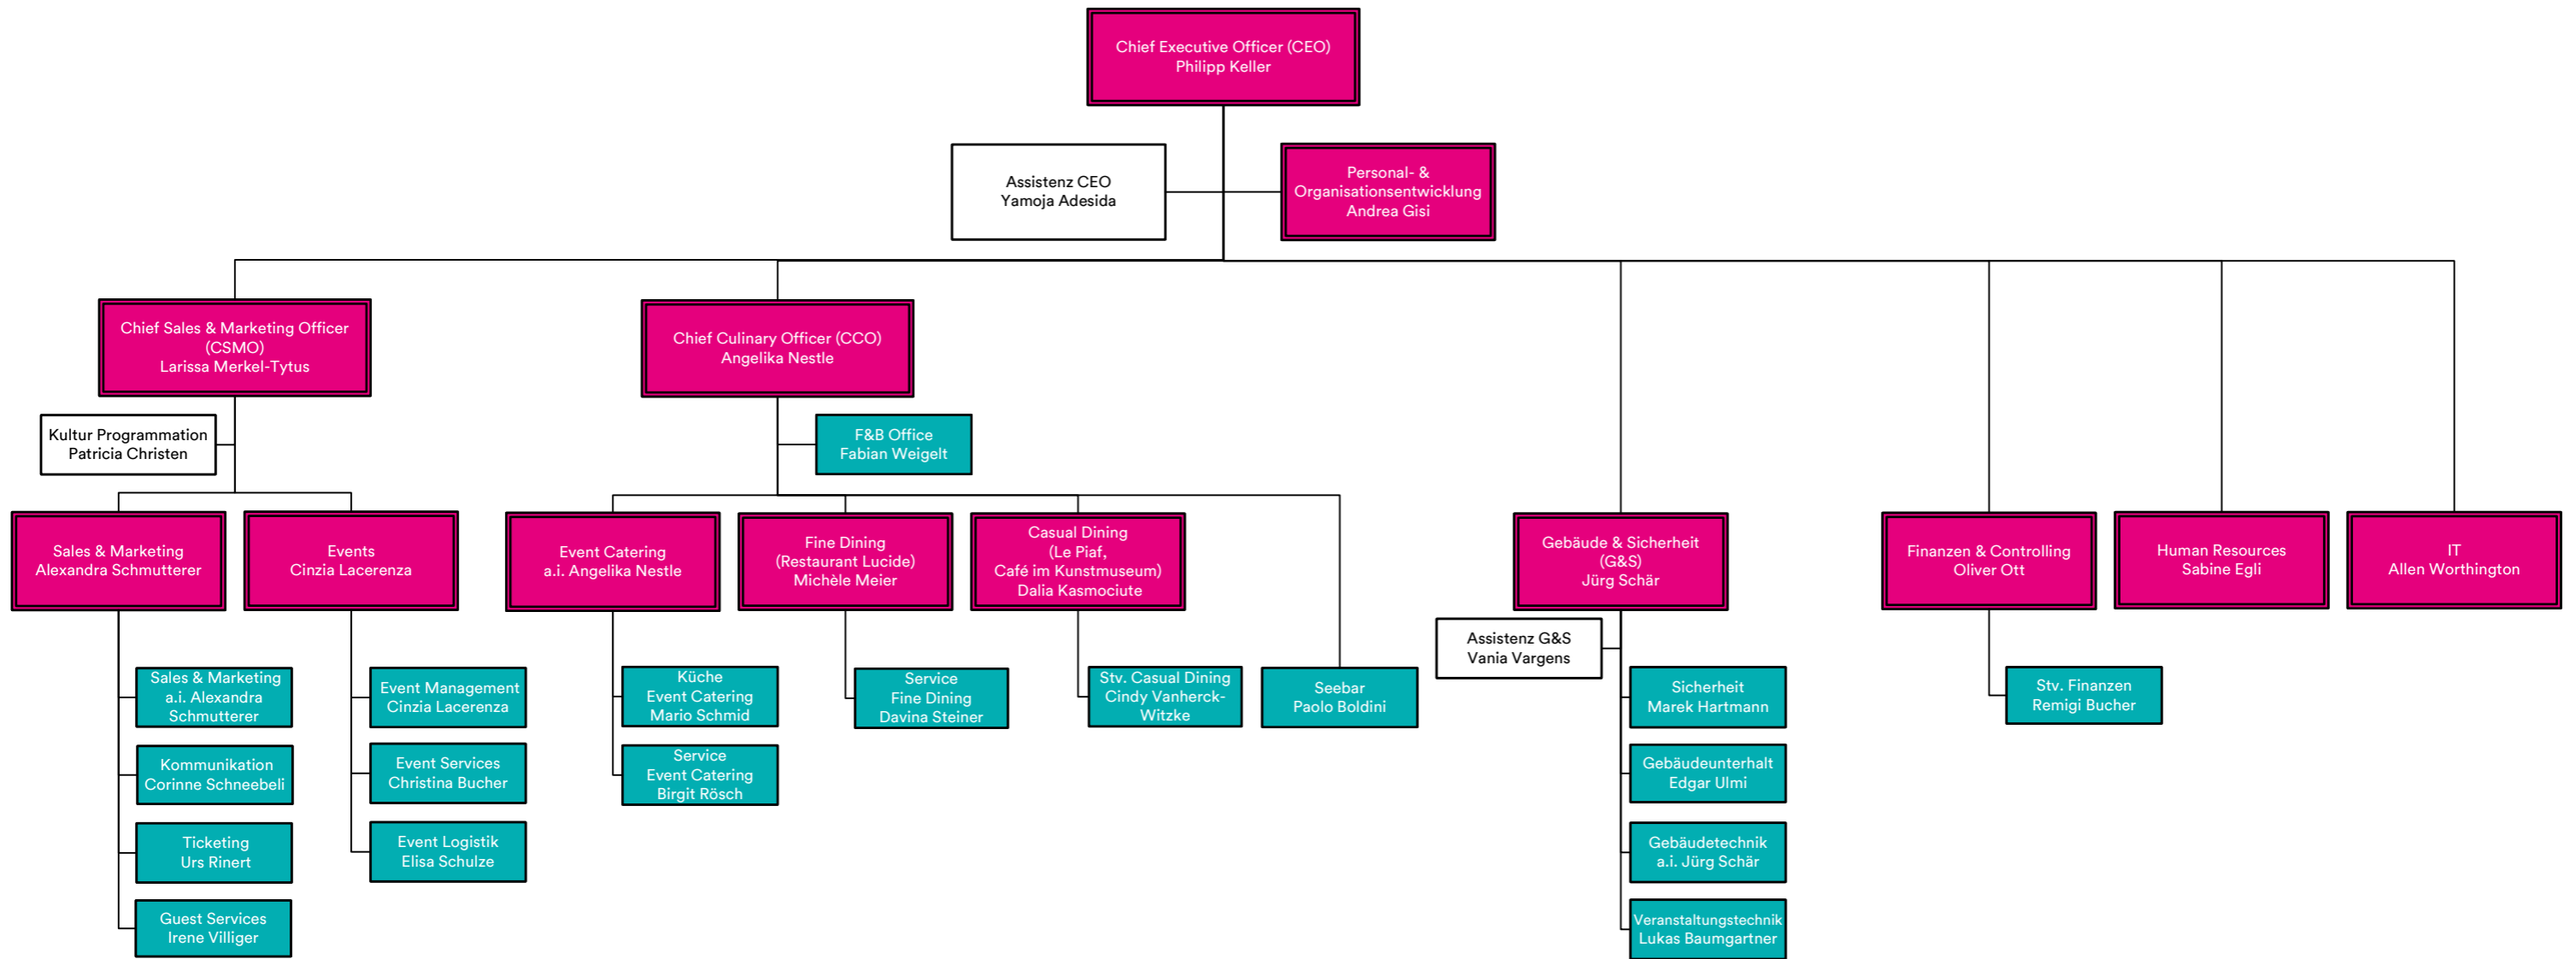 Chief Executive Officer (CEO)
Philipp Keller
Assistenz CEO
Yamoja Adesida
Personal- &
Organisationsentwicklung
Andrea Gisi
Chief Sales & Marketing Officer
(CSMO)
Larissa Merkel-Tytus
Chief Culinary Officer (CCO)
Angelika Nestle
Kultur Programmation
Patricia Christen
F&B Office
Fabian Weigelt
Sales & Marketing
Alexandra Schmutterer
Events
Cinzia Lacerenza
Event Catering
a.i. Angelika Nestle
Fine Dining
(Restaurant Lucide)
Michèle Meier
Casual Dining
(Le Piaf,
Café im Kunstmuseum)
Dalia Kasmociute
Gebäude & Sicherheit
(G&S)
Jürg Schär
Finanzen & Controlling
Oliver Ott
Human Resources
Sabine Egli
IT
Allen Worthington
Assistenz G&S
Vania Vargens
Sales & Marketing
a.i. Alexandra
Schmutterer
Event Management
Cinzia Lacerenza
Küche
Event Catering
Mario Schmid
Service
Fine Dining
Davina Steiner
Stv. Casual Dining
Cindy Vanherck-
Witzke
Seebar
Paolo Boldini
Sicherheit
Marek Hartmann
Stv. Finanzen
Remigi Bucher
Kommunikation
Corinne Schneebeli
Event Services
Christina Bucher
Service
Event Catering
Birgit Rösch
Gebäudeunterhalt
Edgar Ulmi
Ticketing
Urs Rinert
Event Logistik
Elisa Schulze
Gebäudetechnik
a.i. Jürg Schär
Guest Services
Irene Villiger
Veranstaltungstechnik
Lukas Baumgartner